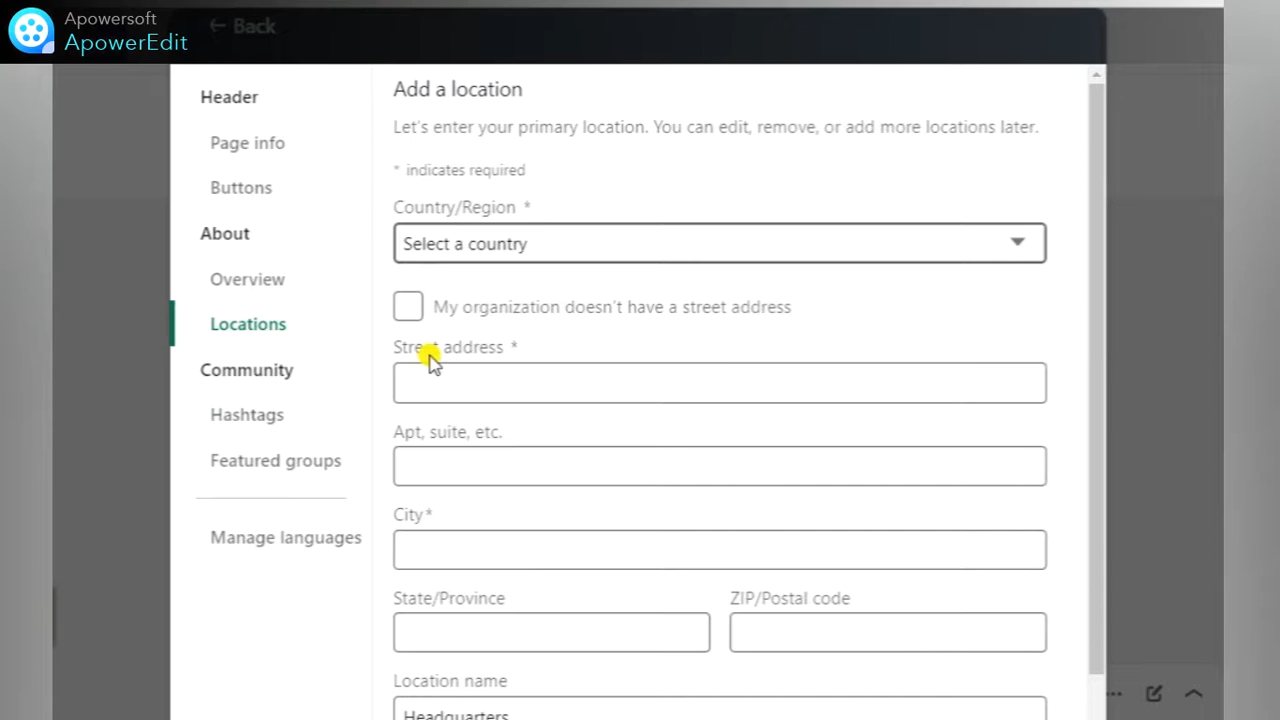 Apowersoft
ApowerEdit
← Back
Header
Page info
Buttons
About
Overview
Locations
Community
Hashtags
Featured groups
Manage languages
Add a location
Let's enter your primary location. You can edit, remove, or add more locations later.
* indicates required
Country/Region *
Select a country
My organization doesn't have a street address
Street address *
Apt, suite, etc.
City*
State/Province
ZIP/Postal code
Location name
Headquarters